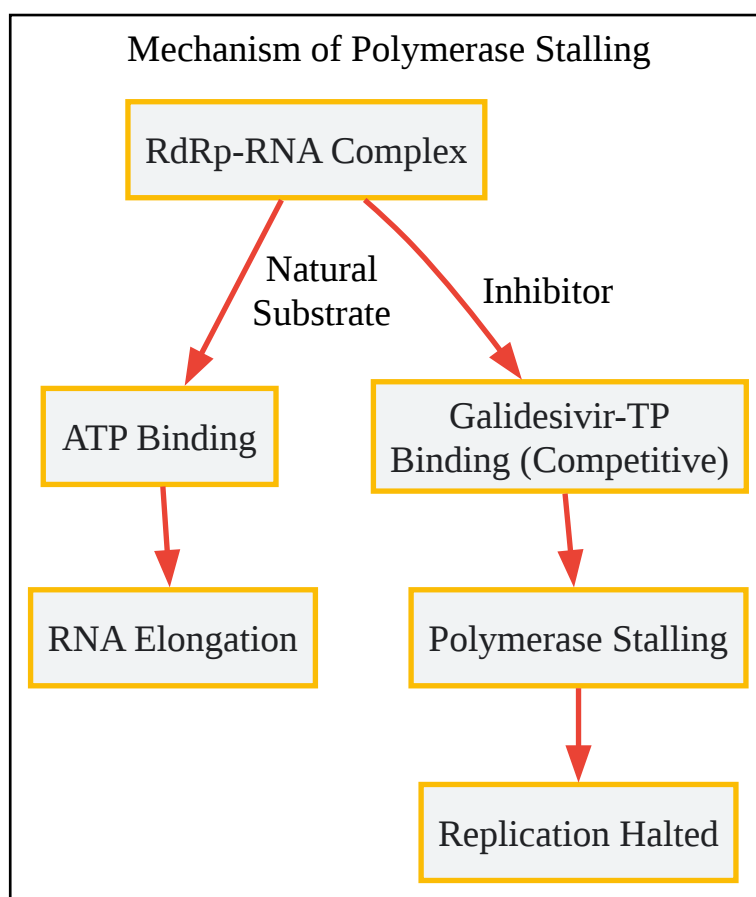 Mechanism of Polymerase Stalling
RdRp-RNA Complex
Natural
Substrate
Inhibitor
ATP Binding
Galidesivir-TP
Binding (Competitive)
RNA Elongation
Polymerase Stalling
Replication Halted